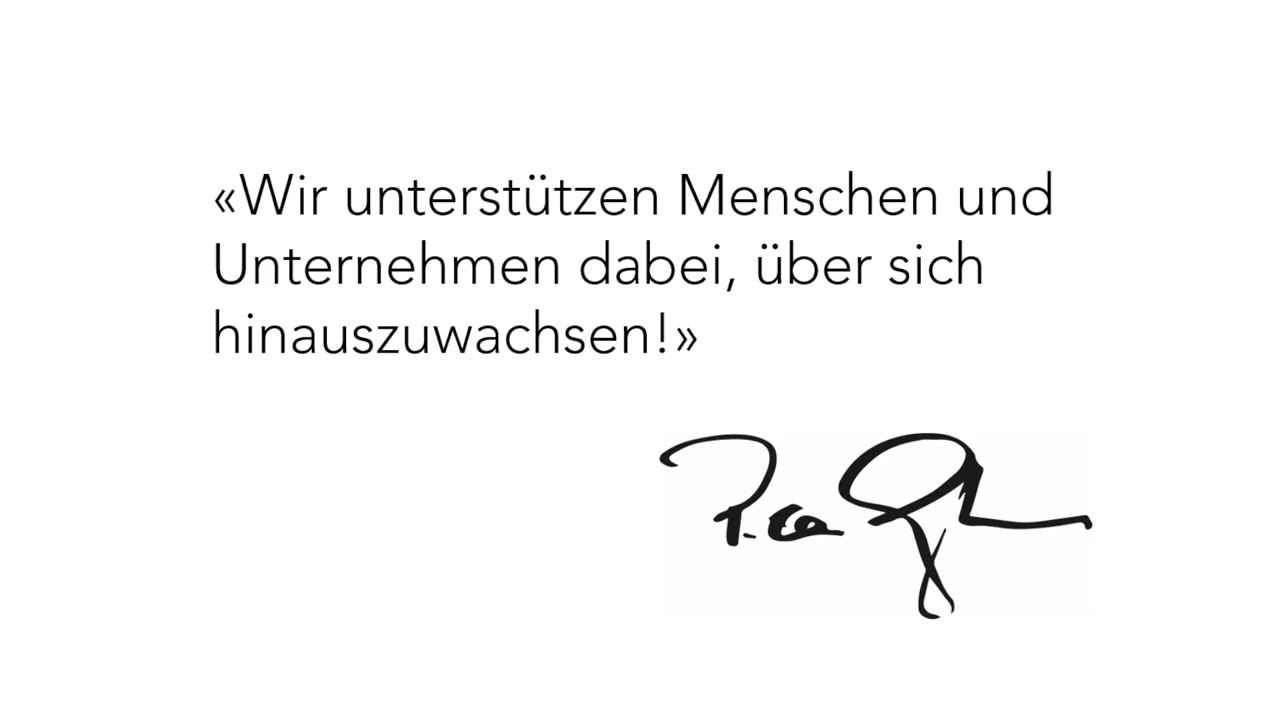 «Wir unterstützen Menschen und
Unternehmen dabei, über sich
hinauszuwachsen!»